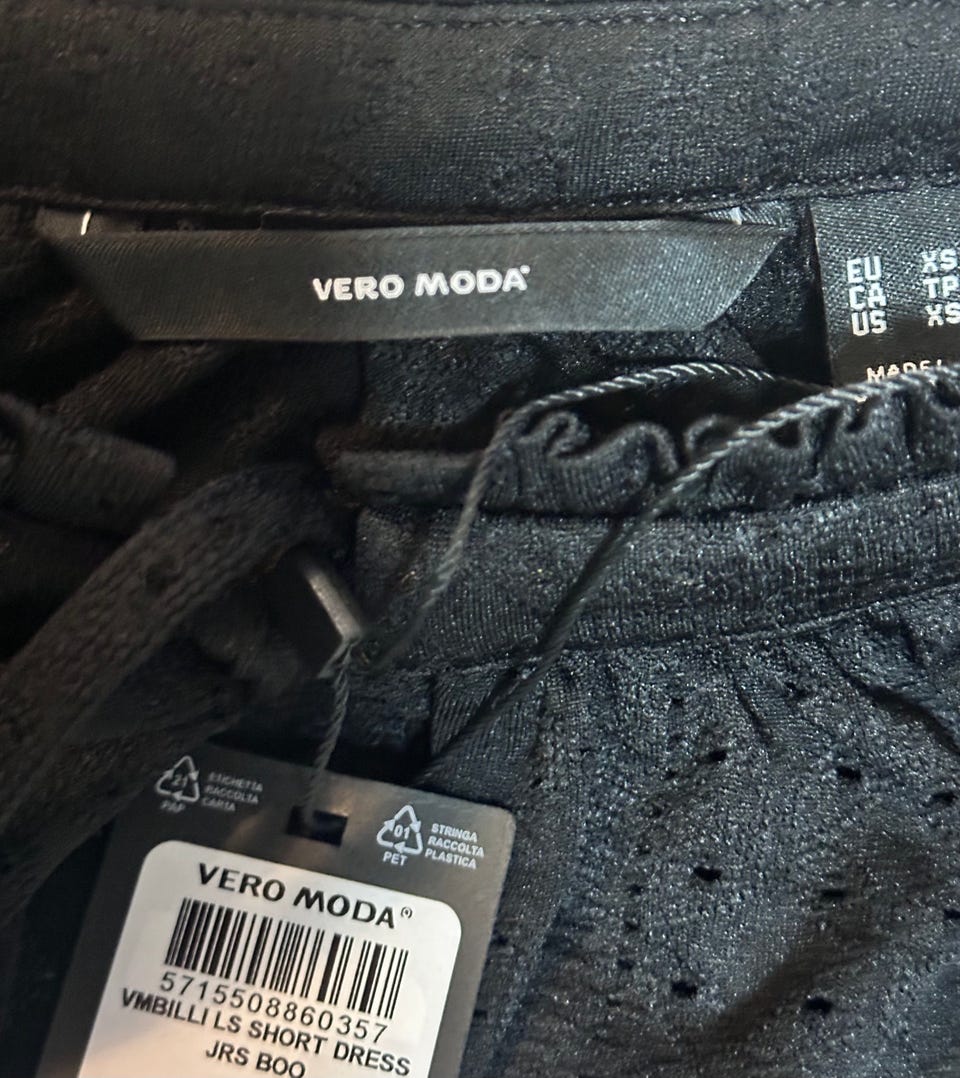 VERO MODA®
EU XS
CA TP
US XS
MADE
21
ETICHETTA
RACCOLTA
CARTA
PAP
01
PET
STRINGA
RACCOLTA
PLASTICA
VERO MODA®
5715508860357
VMBILLI LS SHORT DRESS
JRS BOO